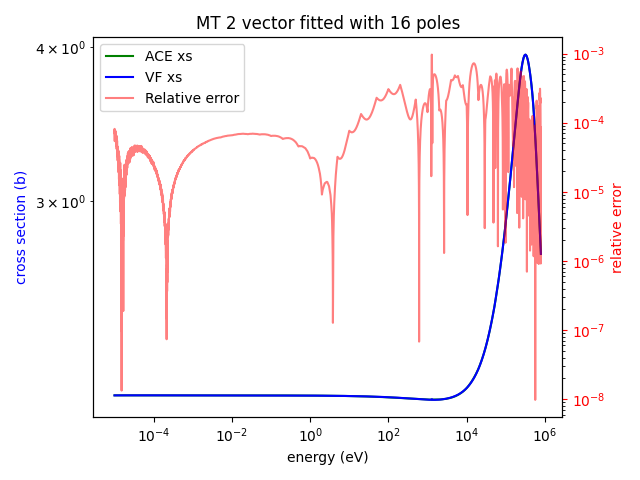 MT 2 vector fitted with 16 poles
ACE xs
VF xs
Relative error
4 × 10⁰
3 × 10⁰
cross section (b)
10⁻³
10⁻⁴
10⁻⁵
10⁻⁶
10⁻⁷
10⁻⁸
relative error
10⁻⁴ 10⁻² 10⁰ 10² 10⁴ 10⁶
energy (eV)